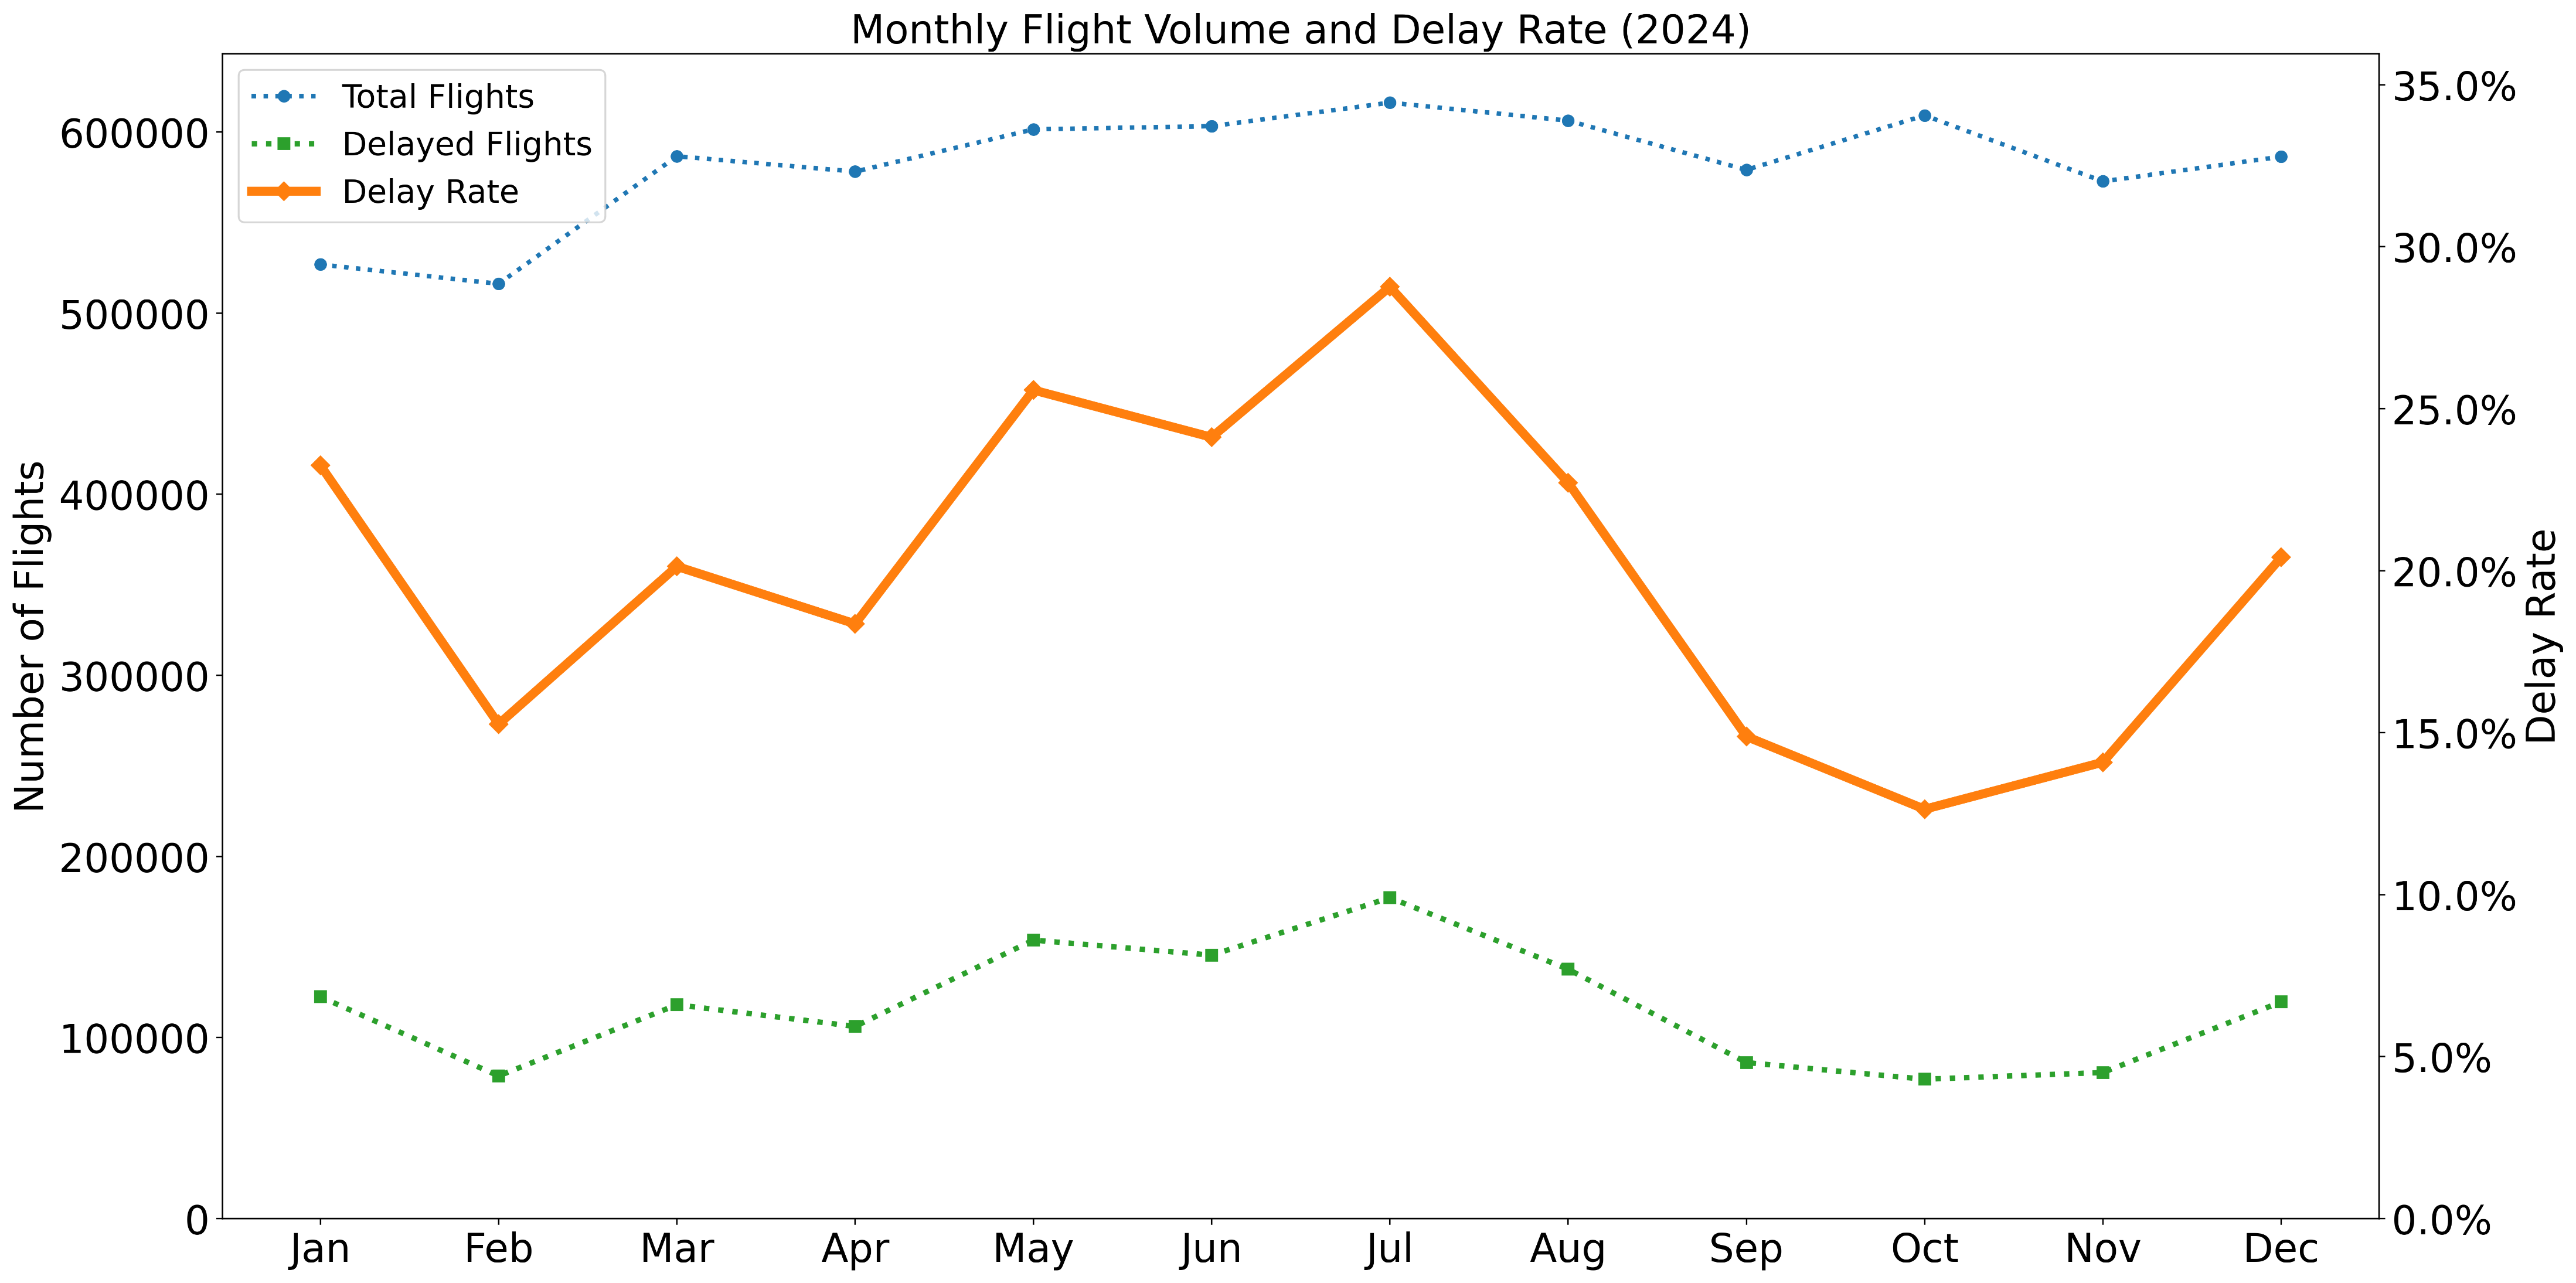 Monthly Flight Volume and Delay Rate (2024)
Total Flights
Delayed Flights
Delay Rate
Number of Flights
600000
500000
400000
300000
200000
100000
0
35.0%
30.0%
25.0%
20.0%
15.0%
10.0%
5.0%
0.0%
Delay Rate
Jan Feb Mar Apr May Jun Jul Aug Sep Oct Nov Dec